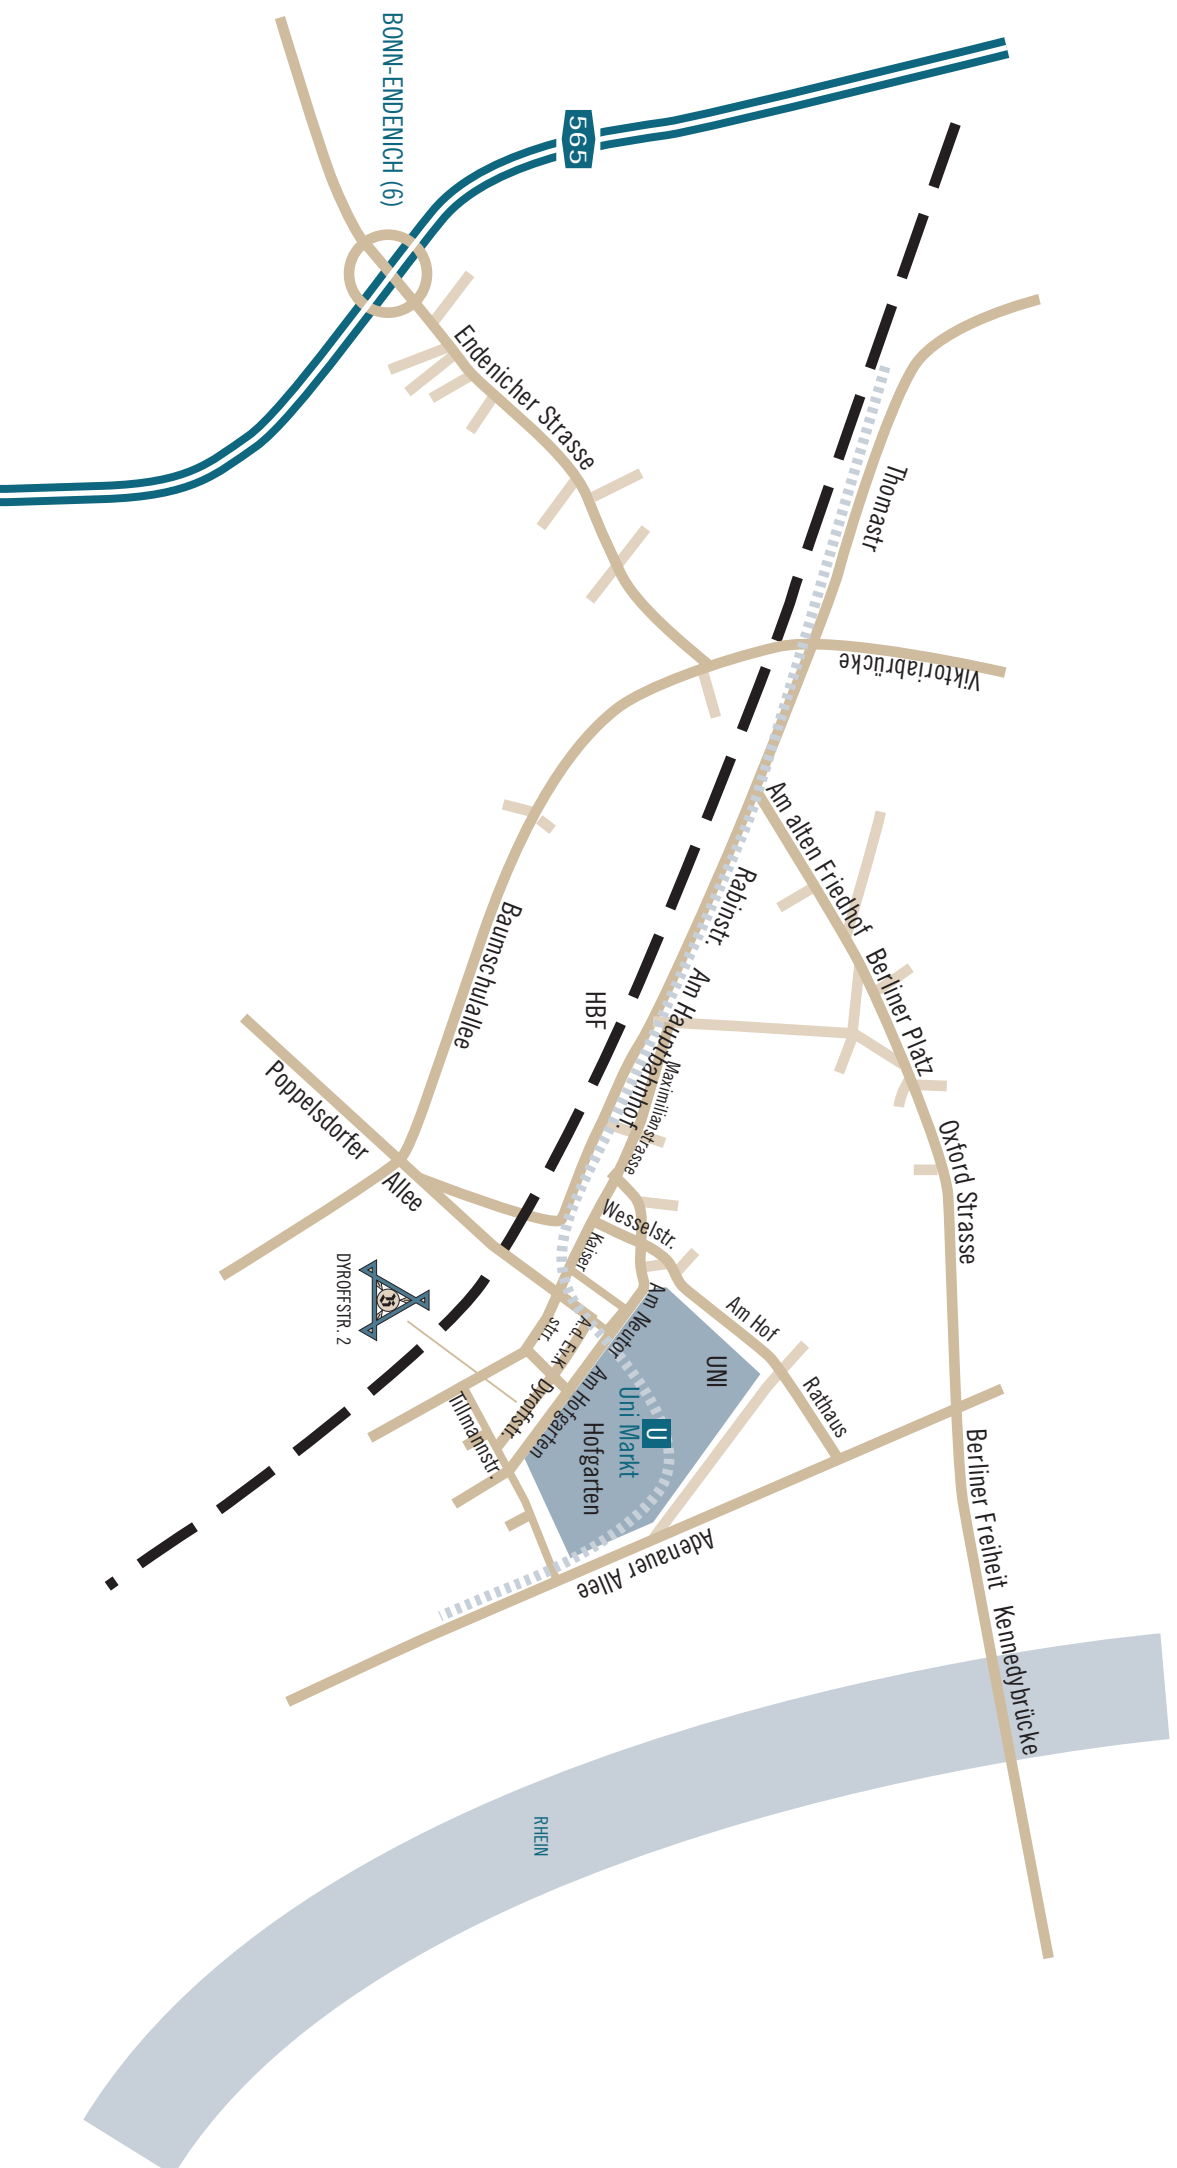 BONN-ENDENICH (6)
565
Endenicher Strasse
Thomastr
Viktoriabrücke
Am alten Friedhof
Berliner Platz
Oxford Strasse
Berliner Freiheit
Kennedybrücke
Rabinstr.
Am Hauptbahnhof.
Maximilianstrasse
HBF
Baumschulallee
Poppelsdorfer
Allee
Wesselstr.
Kaiser
str.
Am Neutor
A.d. Ev.K
Am Hof
Rathaus
UNI
U
Uni Markt
Hofgarten
Am Hofgarten
Dyroffstr.
Tillmannstr.
DYROFFSTR. 2
B
Adenauer Allee
RHEIN